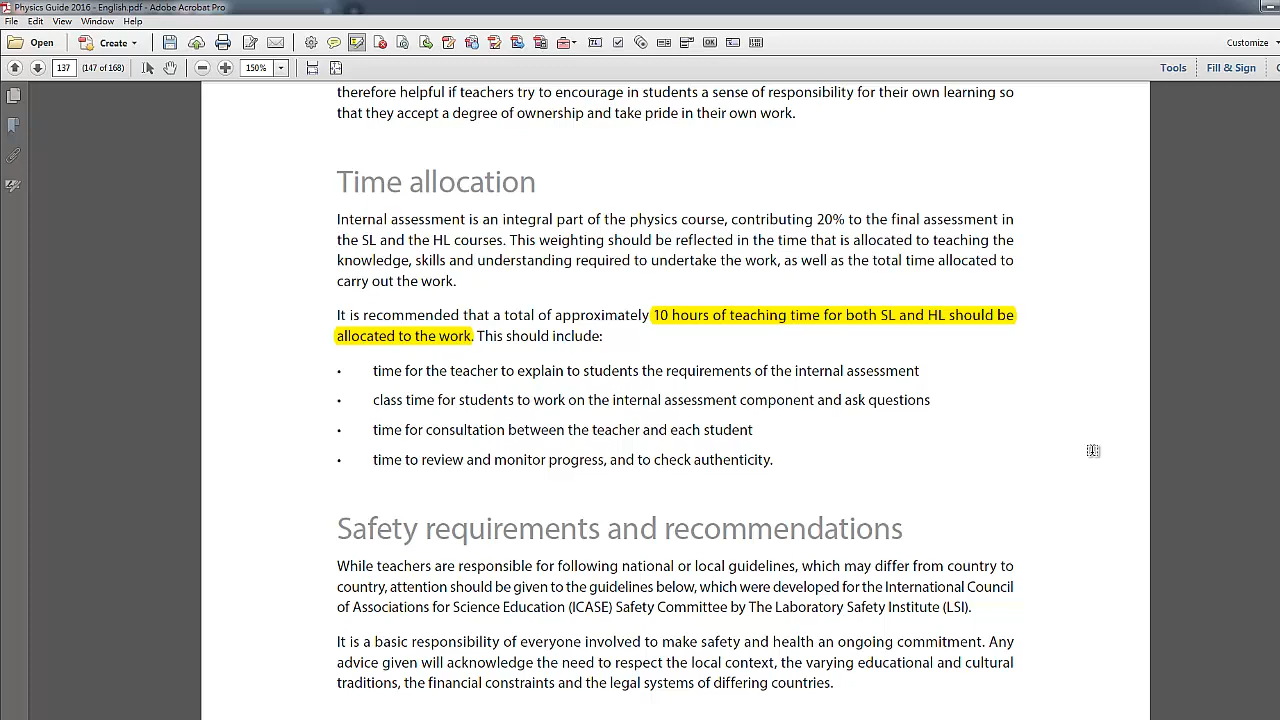 Physics Guide 2016 - English.pdf - Adobe Acrobat Pro
File Edit View Window Help
Open Create Customize
137 (147 of 168) 150% Tools Fill & Sign
therefore helpful if teachers try to encourage in students a sense of responsibility for their own learning so
that they accept a degree of ownership and take pride in their own work.
Time allocation
Internal assessment is an integral part of the physics course, contributing 20% to the final assessment in
the SL and the HL courses. This weighting should be reflected in the time that is allocated to teaching the
knowledge, skills and understanding required to undertake the work, as well as the total time allocated to
carry out the work.
It is recommended that a total of approximately 10 hours of teaching time for both SL and HL should be
allocated to the work. This should include:
• time for the teacher to explain to students the requirements of the internal assessment
• class time for students to work on the internal assessment component and ask questions
• time for consultation between the teacher and each student
• time to review and monitor progress, and to check authenticity.
Safety requirements and recommendations
While teachers are responsible for following national or local guidelines, which may differ from country to
country, attention should be given to the guidelines below, which were developed for the International Council
of Associations for Science Education (ICASE) Safety Committee by The Laboratory Safety Institute (LSI).
It is a basic responsibility of everyone involved to make safety and health an ongoing commitment. Any
advice given will acknowledge the need to respect the local context, the varying educational and cultural
traditions, the financial constraints and the legal systems of differing countries.